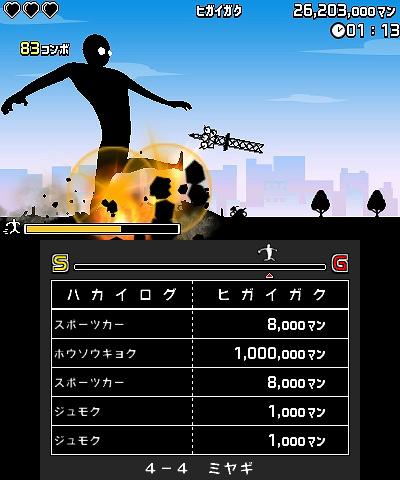 ヒガイガク 26,203,000マン
01:13
83コンボ
S G
ハカイログ ヒガイガク
スポーツカー 8,000マン
ホウソウキョク 1,000,000マン
スポーツカー 8,000マン
ジュモク 1,000マン
ジュモク 1,000マン
4-4 ミヤギ